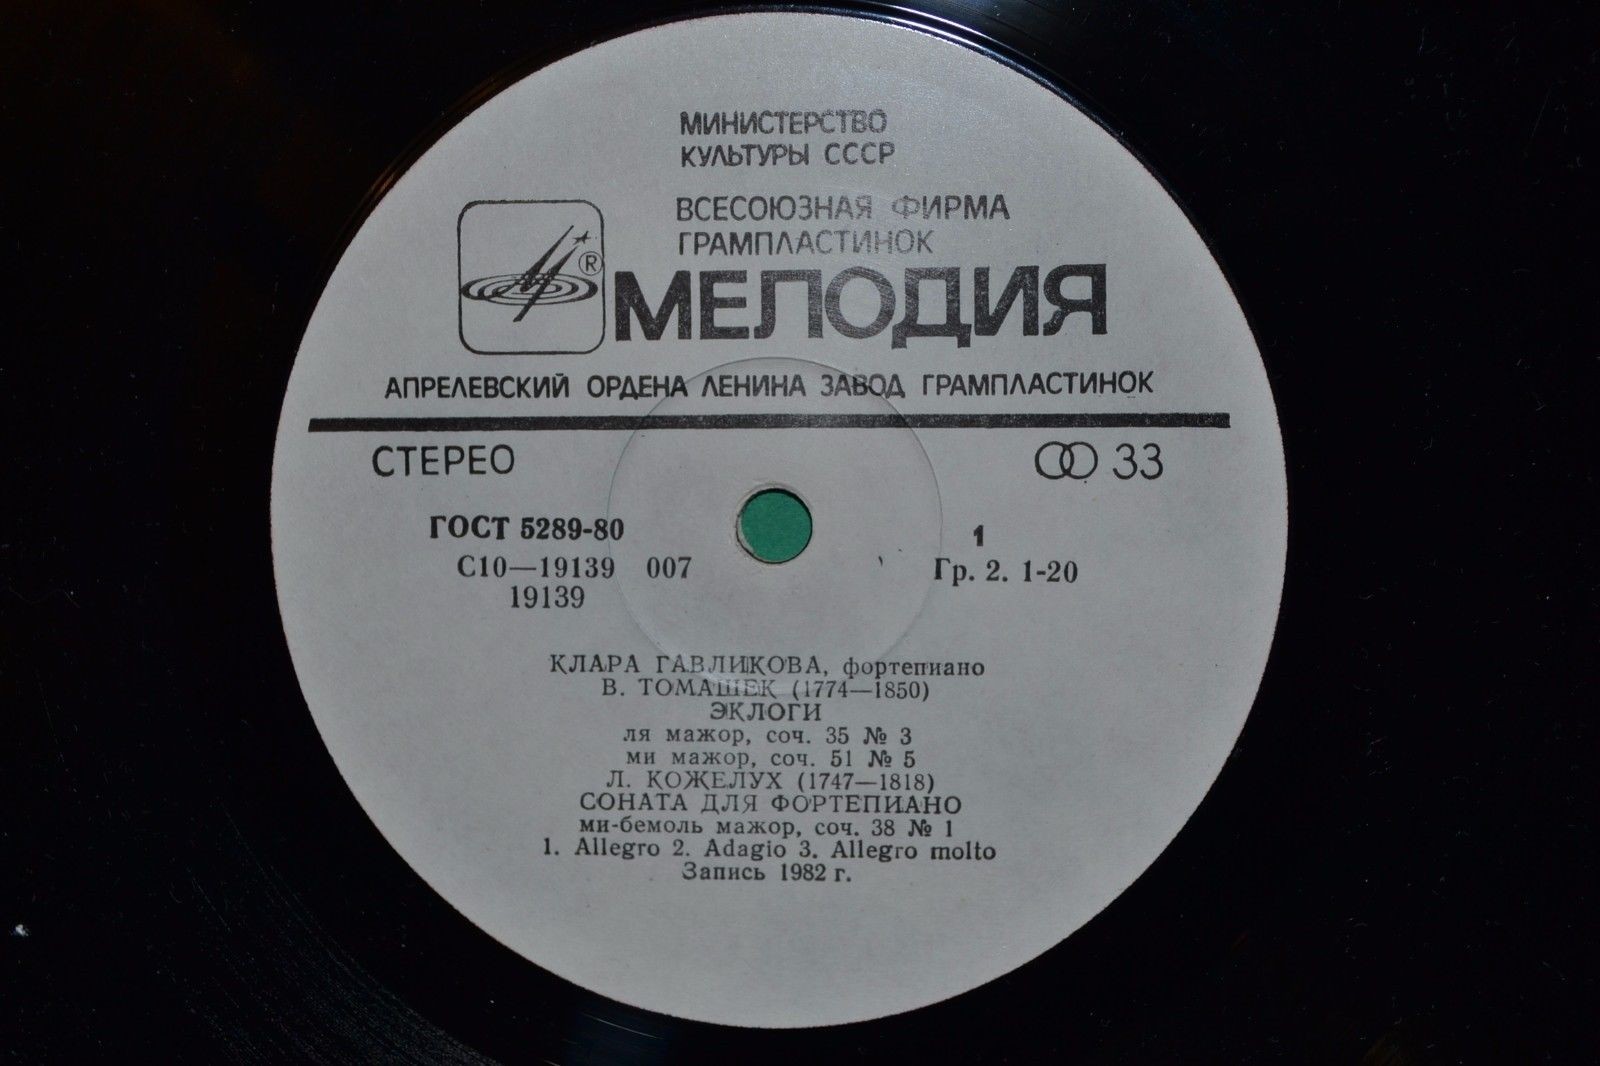 МИНИСТЕРСТВО
КУЛЬТУРЫ СССР
ВСЕСОЮЗНАЯ ФИРМА
ГРАМПЛАСТИНОК
® МЕЛОДИЯ
АПРЕЛЕВСКИЙ ОРДЕНА ЛЕНИНА ЗАВОД ГРАМПЛАСТИНОК
СТЕРЕО 33
ГОСТ 5289-80 1
С10—19139 007 Гр. 2. 1-20
19139
КЛАРА ГАВЛИКОВА, фортепиано
В. ТОМАШЕК (1774—1850)
ЭКЛОГИ
ля мажор, соч. 35 № 3
ми мажор, соч. 51 № 5
Л. КОЖЕЛУХ (1747—1818)
СОНАТА ДЛЯ ФОРТЕПИАНО
ми-бемоль мажор, соч. 38 № 1
1. Allegro 2. Adagio 3. Allegro molto
Запись 1982 г.